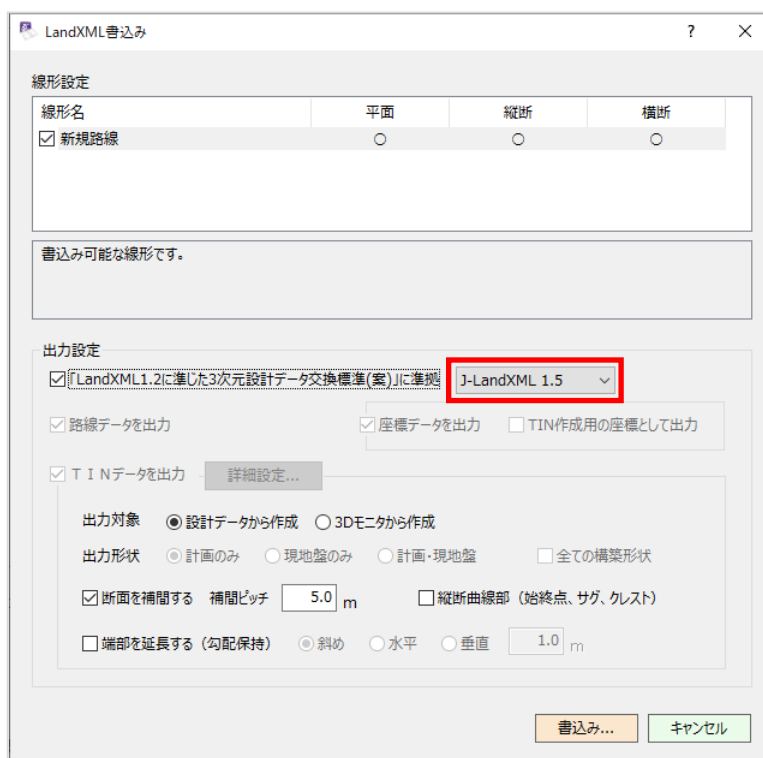 LandXML書込み ? ×
線形設定
線形名 平面 縦断 横断
新規路線 ○ ○ ○
書込み可能な線形です。
出力設定
「LandXML1.2に準じた3次元設計データ交換標準(案)」に準拠 J-LandXML 1.5
路線データを出力 座標データを出力 TIN作成用の座標として出力
ＴＩＮデータを出力 詳細設定...
出力対象 設計データから作成 3Dモニタから作成
出力形状 計画のみ 現地盤のみ 計画・現地盤 全ての構築形状
断面を補間する 補間ピッチ 5.0 m 縦断曲線部（始終点、サグ、クレスト）
端部を延長する（勾配保持） 斜め 水平 垂直 1.0 m
書込み... キャンセル